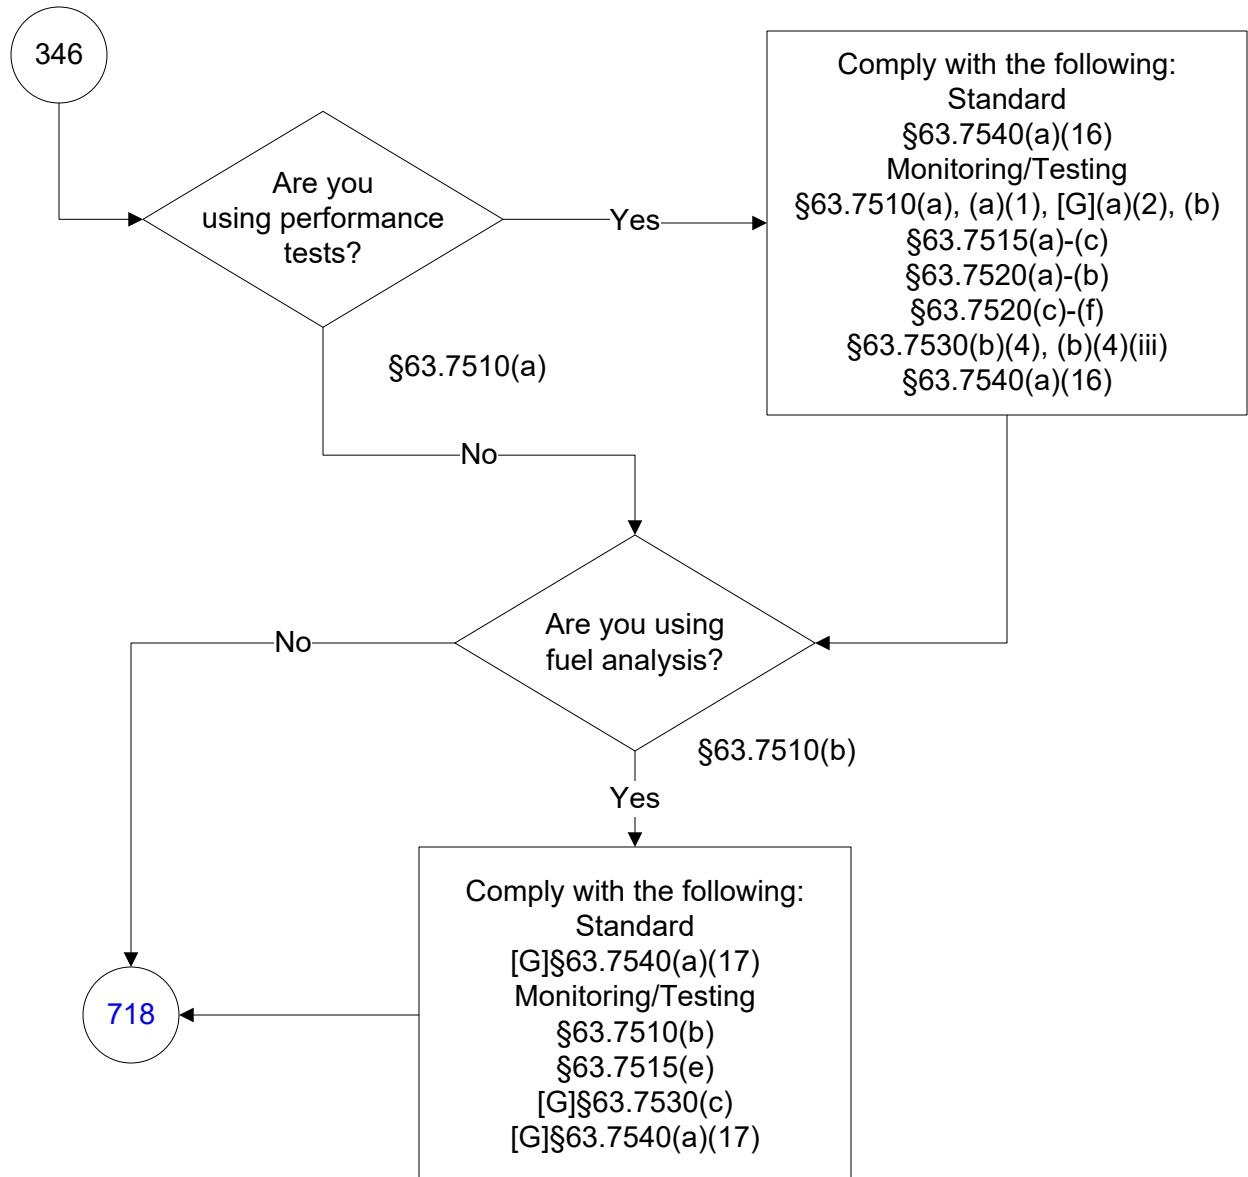 346
Are you
using performance
tests?
Yes
Comply with the following:
Standard
§63.7540(a)(16)
Monitoring/Testing
§63.7510(a), (a)(1), [G](a)(2), (b)
§63.7515(a)-(c)
§63.7520(a)-(b)
§63.7520(c)-(f)
§63.7530(b)(4), (b)(4)(iii)
§63.7540(a)(16)
§63.7510(a)
No
Are you using
fuel analysis?
No
§63.7510(b)
Yes
Comply with the following:
Standard
[G]§63.7540(a)(17)
Monitoring/Testing
§63.7510(b)
§63.7515(e)
[G]§63.7530(c)
[G]§63.7540(a)(17)
718